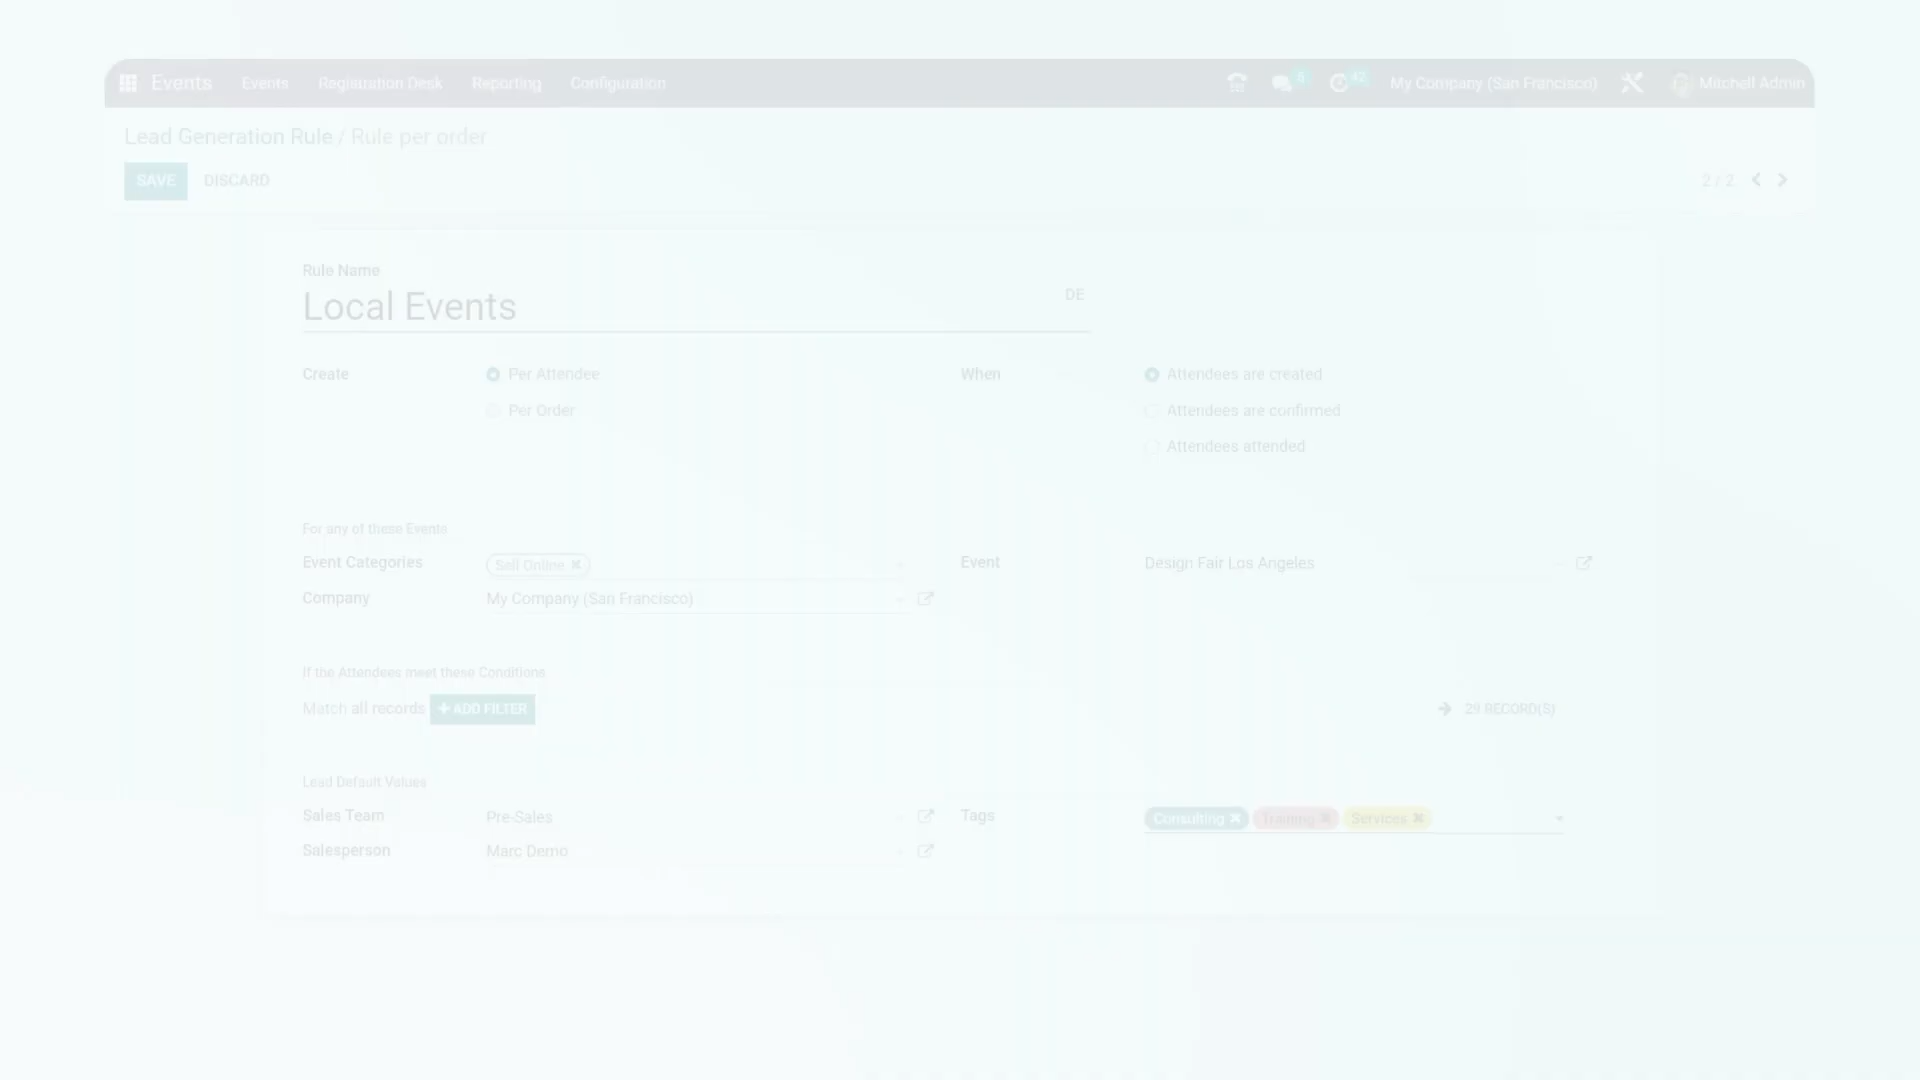 Events Events Registration Desk Reporting Configuration 5 42 My Company (San Francisco) Mitchell Admin
Lead Generation Rule / Rule per order
SAVE DISCARD 2 / 2
Rule Name
Local Events DE
Create Per Attendee When Attendees are created
Per Order Attendees are confirmed
Attendees attended
For any of these Events
Event Categories Sell Online Event Design Fair Los Angeles
Company My Company (San Francisco)
If the Attendees meet these Conditions
Match all records + ADD FILTER 29 RECORD(S)
Lead Default Values
Sales Team Pre-Sales Tags Consulting Training Services
Salesperson Marc Demo